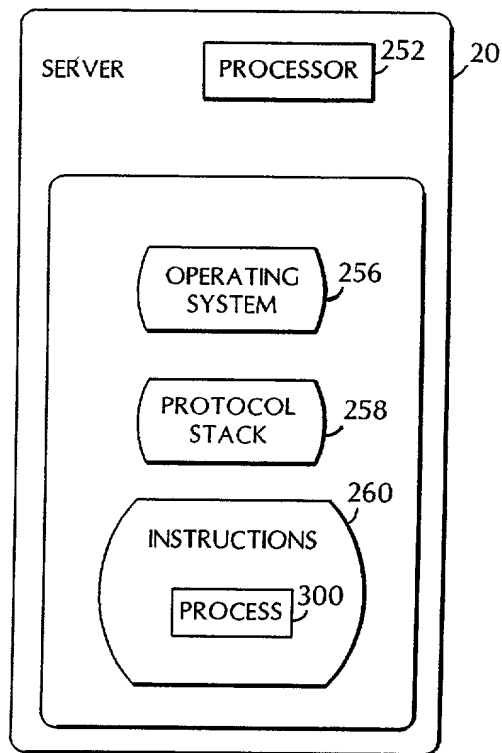 SERVER
PROCESSOR
252
20
OPERATING
SYSTEM
256
PROTOCOL
STACK
258
260
INSTRUCTIONS
PROCESS
300